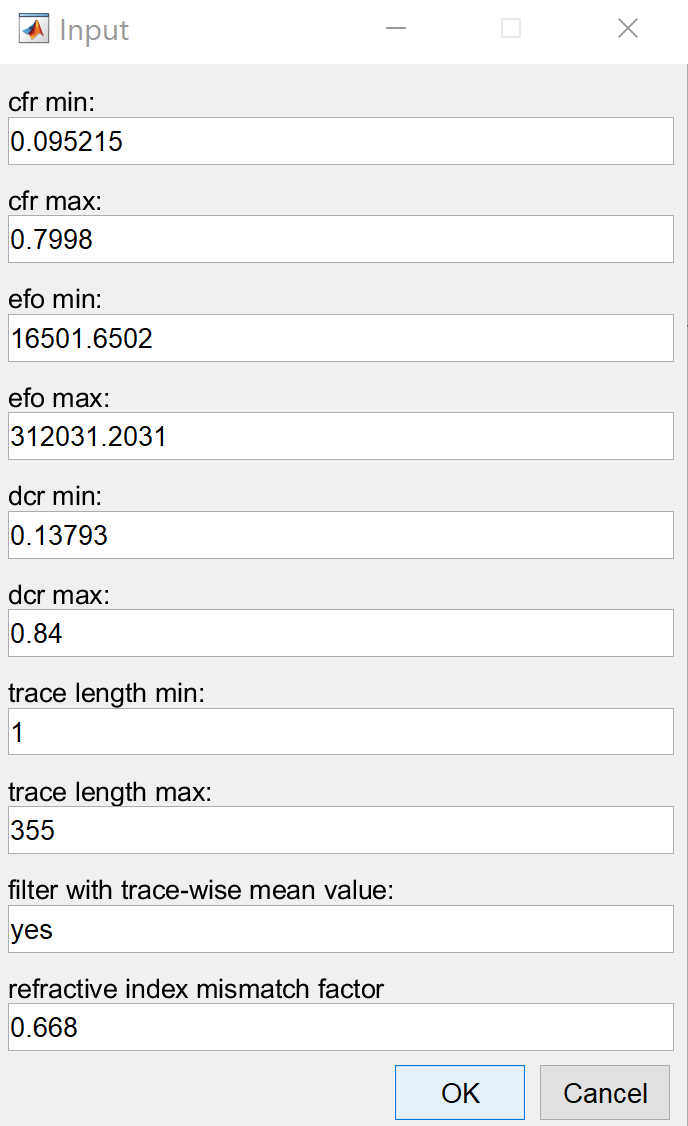 Input
cfr min:
0.095215
cfr max:
0.7998
efo min:
16501.6502
efo max:
312031.2031
dcr min:
0.13793
dcr max:
0.84
trace length min:
1
trace length max:
355
filter with trace-wise mean value:
yes
refractive index mismatch factor
0.668
OK Cancel